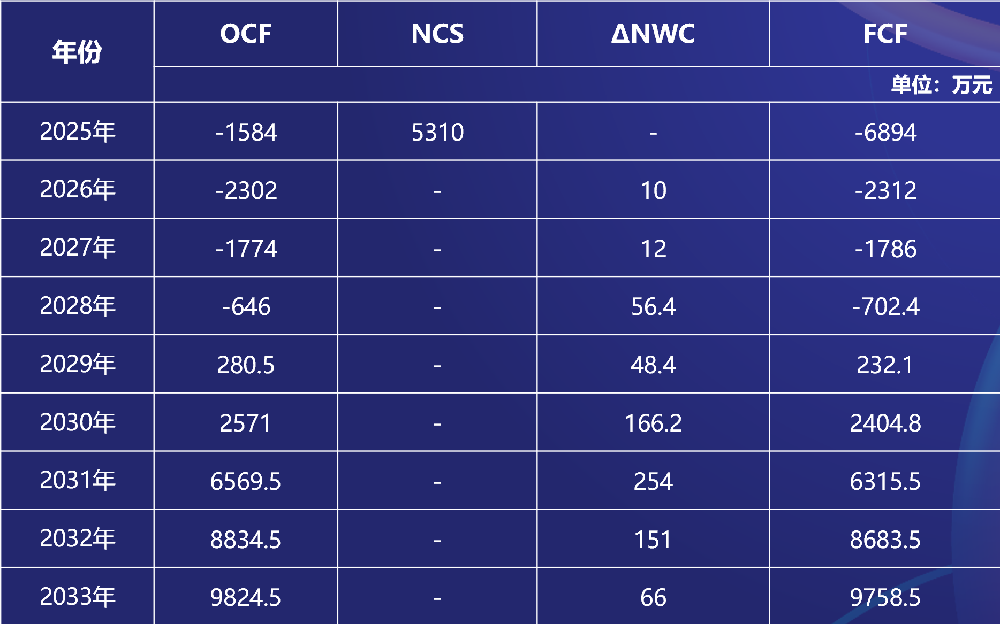 年份 OCF NCS ΔNWC FCF
单位：万元
2025年 -1584 5310 - -6894
2026年 -2302 - 10 -2312
2027年 -1774 - 12 -1786
2028年 -646 - 56.4 -702.4
2029年 280.5 - 48.4 232.1
2030年 2571 - 166.2 2404.8
2031年 6569.5 - 254 6315.5
2032年 8834.5 - 151 8683.5
2033年 9824.5 - 66 9758.5